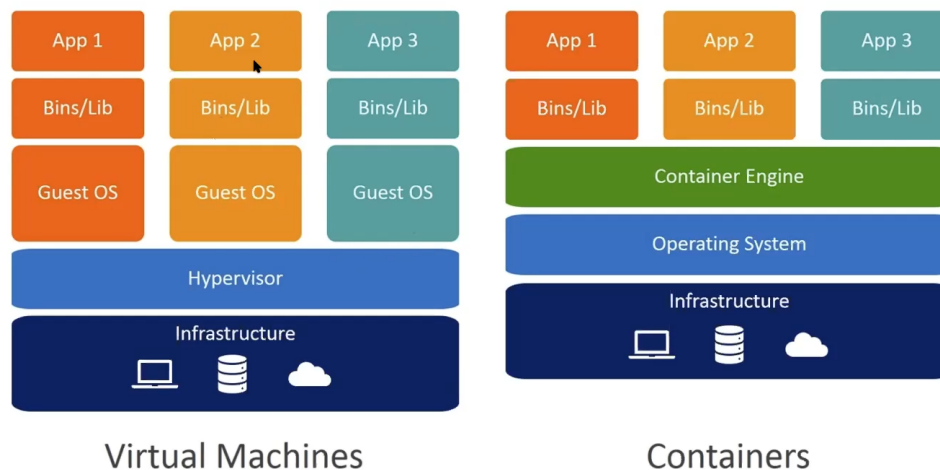 App 1
App 2
App 3
Bins/Lib
Bins/Lib
Bins/Lib
Guest OS
Guest OS
Guest OS
Hypervisor
Infrastructure
Virtual Machines
App 1
App 2
App 3
Bins/Lib
Bins/Lib
Bins/Lib
Container Engine
Operating System
Infrastructure
Containers